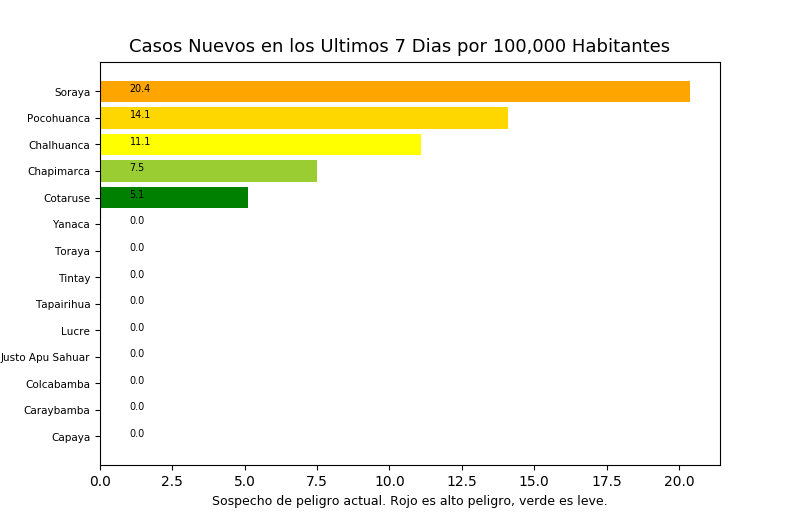 Casos Nuevos en los Ultimos 7 Dias por 100,000 Habitantes
Soraya 20.4
Pocohuanca 14.1
Chalhuanca 11.1
Chapimarca 7.5
Cotaruse 5.1
Yanaca 0.0
Toraya 0.0
Tintay 0.0
Tapairihua 0.0
Lucre 0.0
Justo Apu Sahuar 0.0
Colcabamba 0.0
Caraybamba 0.0
Capaya 0.0
0.0 2.5 5.0 7.5 10.0 12.5 15.0 17.5 20.0
Sospecho de peligro actual. Rojo es alto peligro, verde es leve.